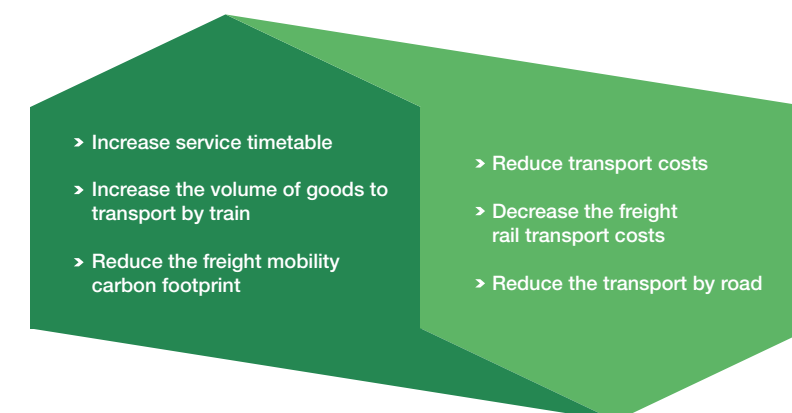 > Increase service timetable
> Increase the volume of goods to
transport by train
> Reduce the freight mobility
carbon footprint
> Reduce transport costs
> Decrease the freight
rail transport costs
> Reduce the transport by road